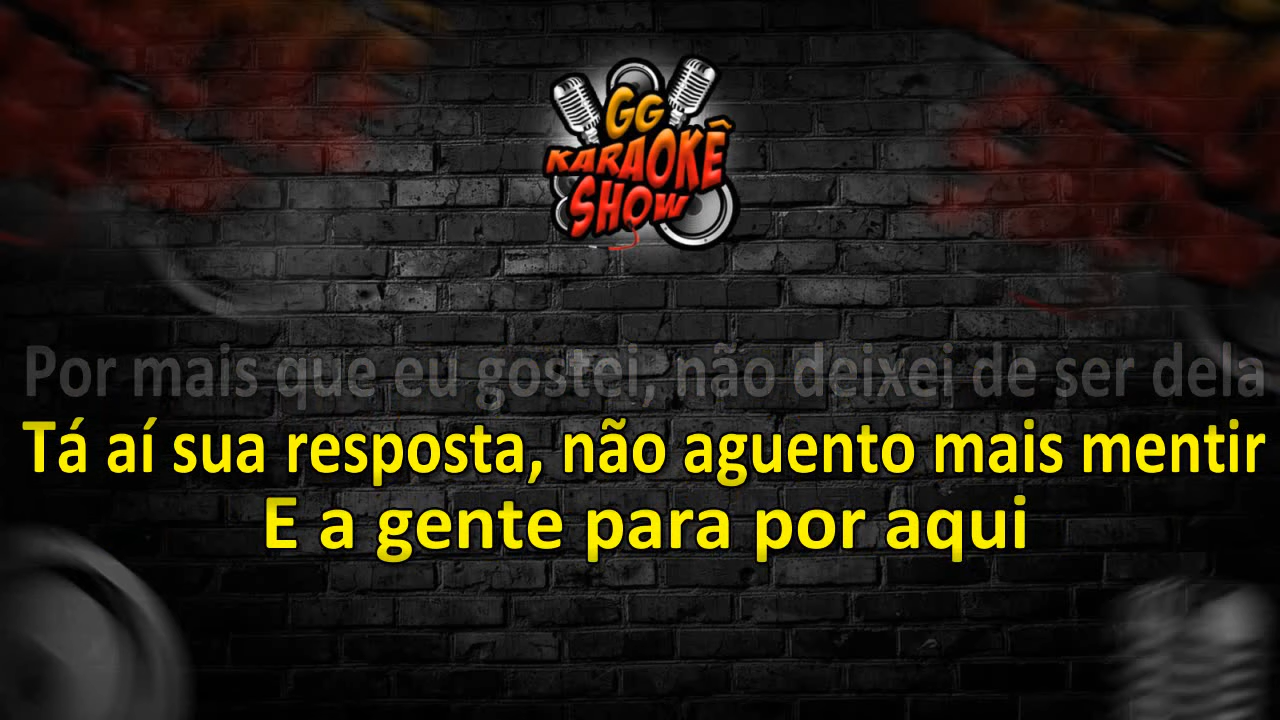 GG
KARAOKÊ
SHOW
Por mais que eu gostei, não deixei de ser dela
Tá aí sua resposta, não aguento mais mentir
E a gente para por aqui